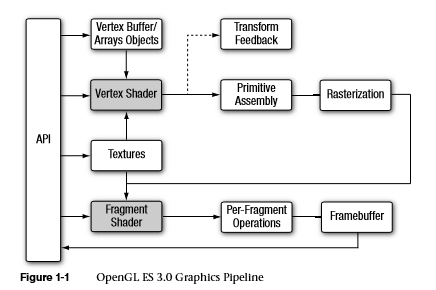 Vertex Buffer/
Arrays Objects
Transform
Feedback
Vertex Shader
Primitive
Assembly
Rasterization
API
Textures
Fragment
Shader
Per-Fragment
Operations
Framebuffer
Figure 1-1 OpenGL ES 3.0 Graphics Pipeline